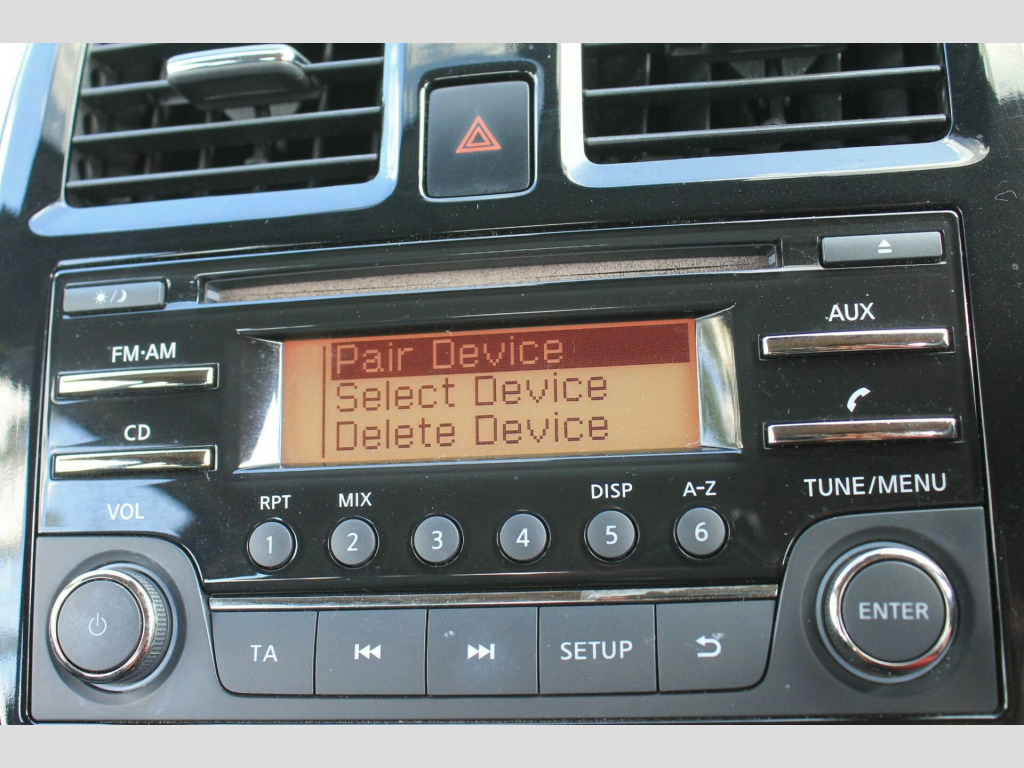 AUX
FM·AM
Pair Device
Select Device
CD
Delete Device
TUNE/MENU
VOL
RPT
MIX
DISP
A-Z
1
2
3
4
5
6
ENTER
TA
SETUP